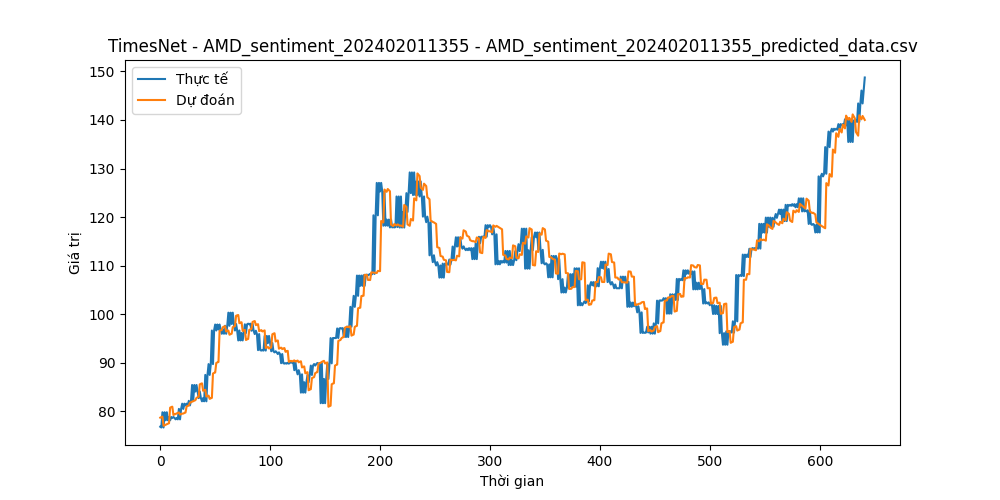 TimesNet - AMD_sentiment_202402011355 - AMD_sentiment_202402011355_predicted_data.csv
Thực tế
Dự đoán
Giá trị
150
140
130
120
110
100
90
80
0 100 200 300 400 500 600
Thời gian